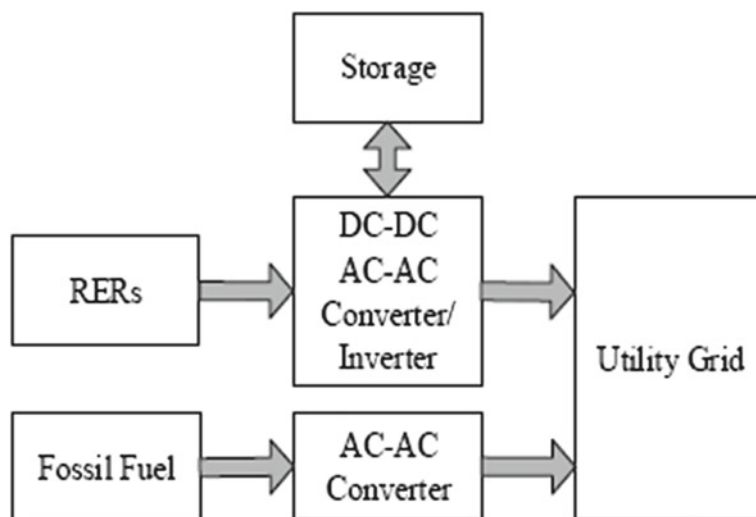 Storage
RERs
DC-DC
AC-AC
Converter/
Inverter
Utility Grid
Fossil Fuel
AC-AC
Converter